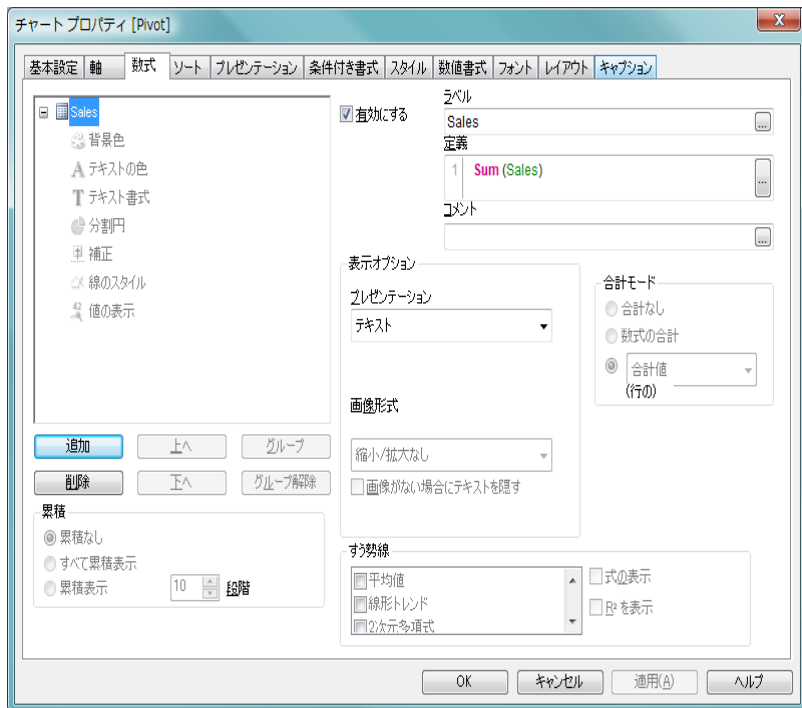 チャート プロパティ [Pivot]
基本設定 軸 数式 ソート プレゼンテーション 条件付き書式 スタイル 数値書式 フォント レイアウト キャプション
Sales
背景色
テキストの色
テキスト書式
分割円
補正
線のスタイル
値の表示
追加 上へ グループ
削除 下へ グループ解除
累積
累積なし
すべて累積表示
累積表示 10 段階
有効にする
ラベル
Sales
定義
1 Sum (Sales)
コメント
表示オプション
プレゼンテーション
テキスト
画像形式
縮小/拡大なし
画像がない場合にテキストを隠す
合計モード
合計なし
数式の合計
合計値
(行の)
すう勢線
平均値
線形トレンド
2次元多項式
式の表示
R² を表示
OK キャンセル 適用(A) ヘルプ